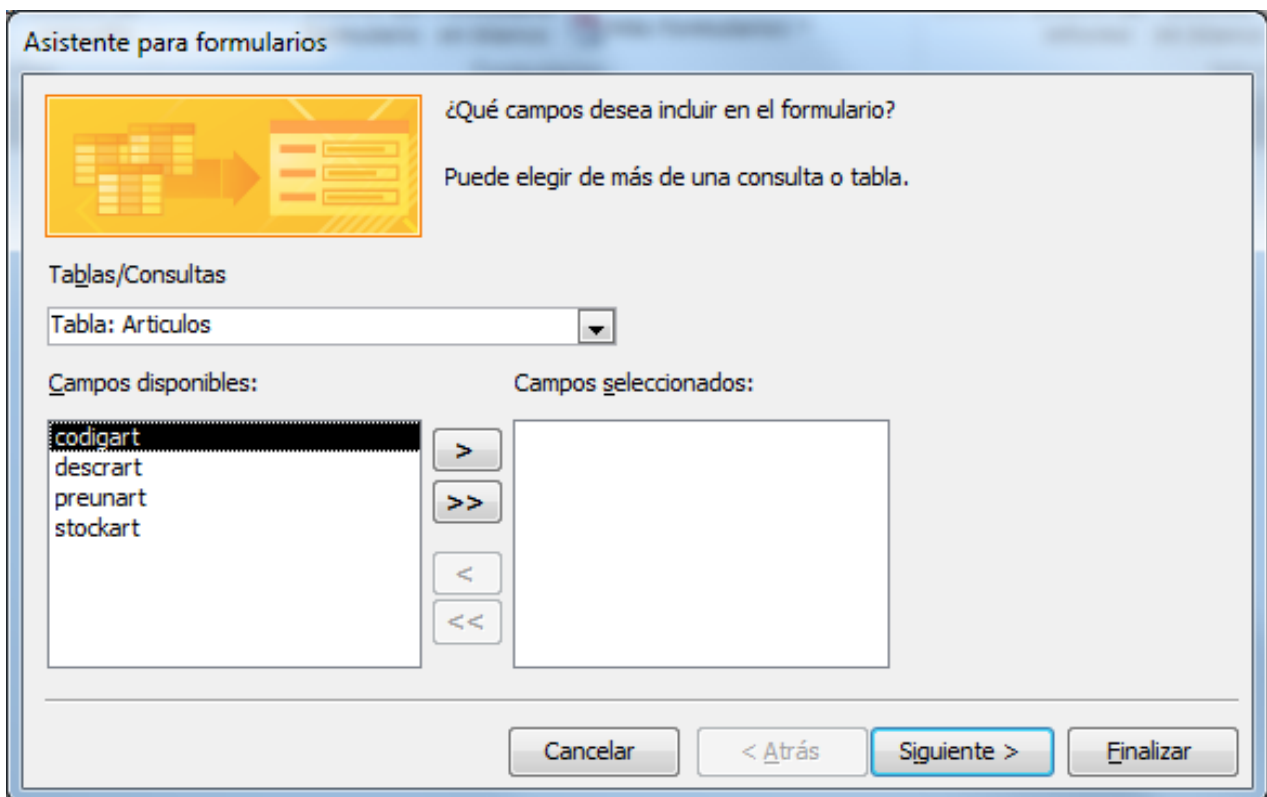 Asistente para formularios
¿Qué campos desea incluir en el formulario?
Puede elegir de más de una consulta o tabla.
Tablas/Consultas
Tabla: Articulos
Campos disponibles:
Campos seleccionados:
codigart
descrart
preunart
stockart
>
>>
<
<<
Cancelar
< Atrás
Siguiente >
Finalizar